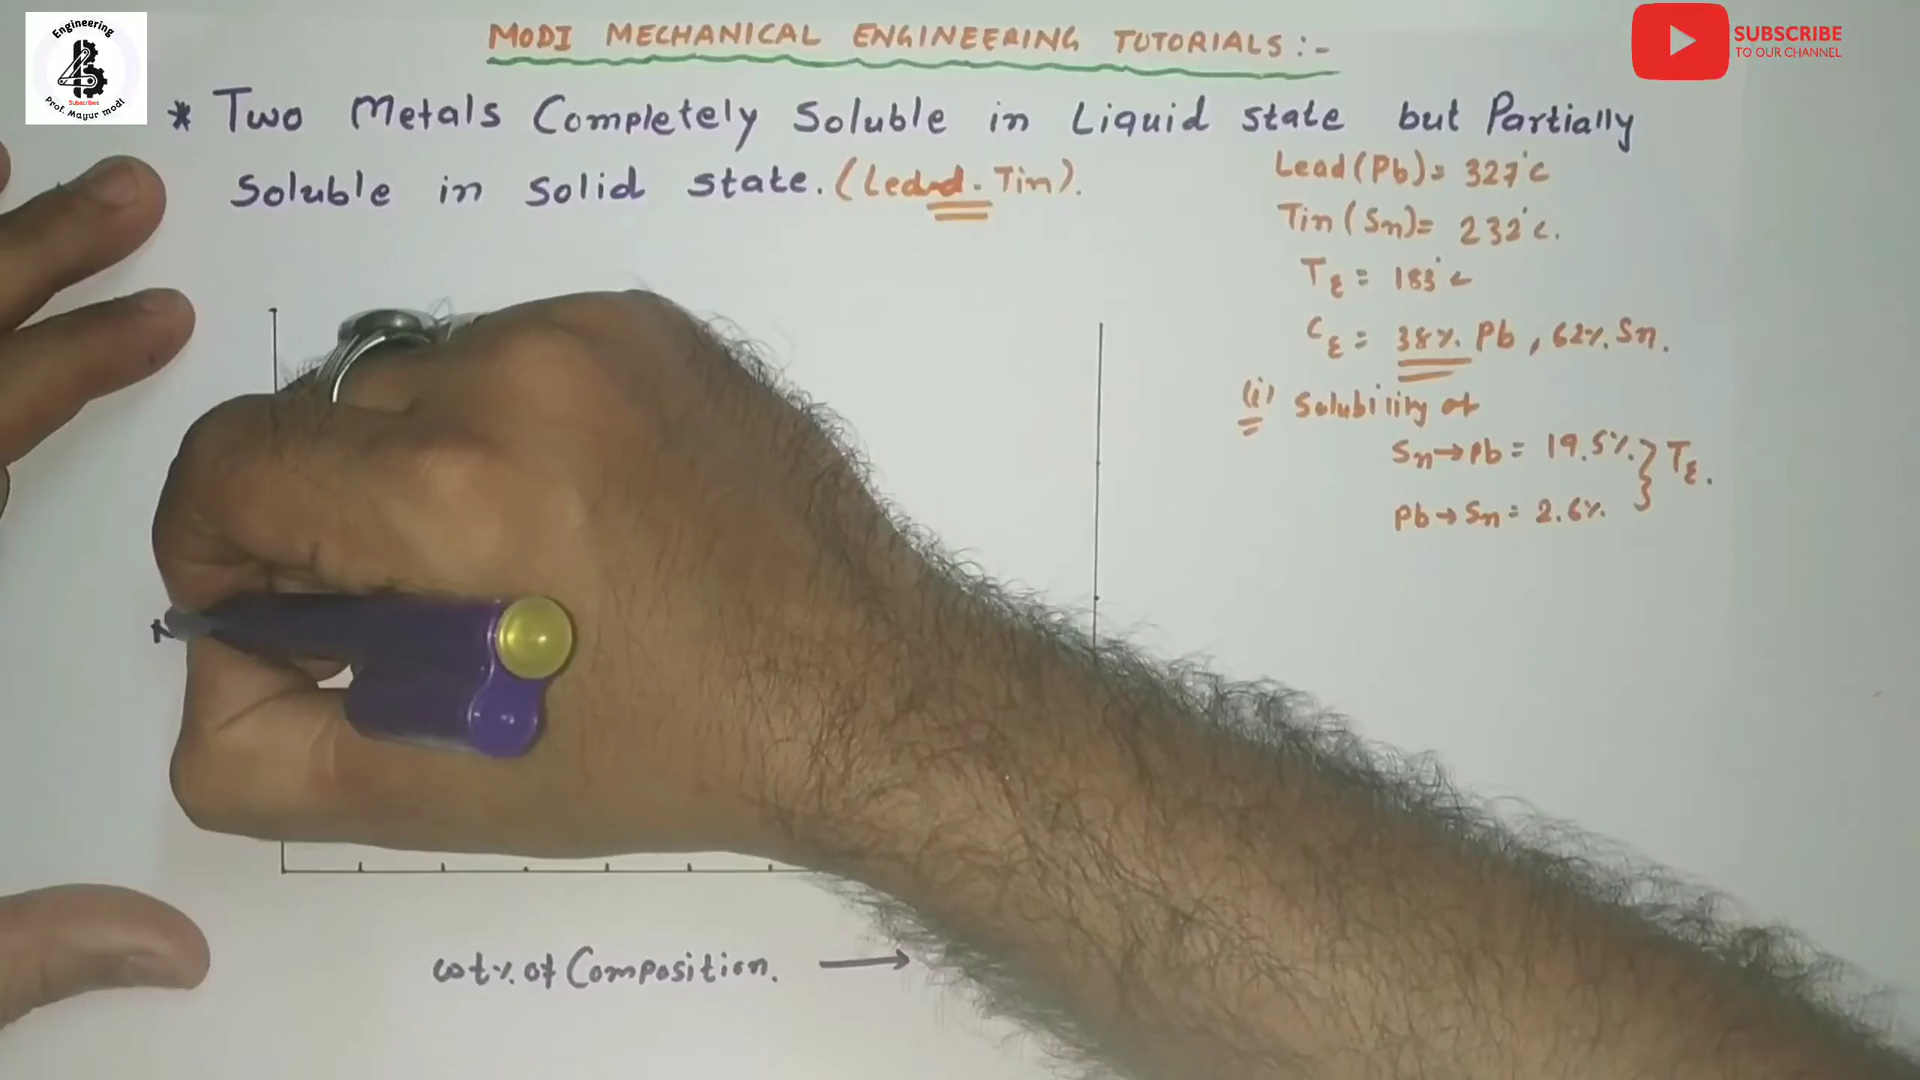 Engineering
Subscribes
Prof. Mayur modi
MODI MECHANICAL ENGINEERING TUTORIALS :-
SUBSCRIBE
TO OUR CHANNEL
* Two Metals Completely Soluble in Liquid state but Partially
Soluble in Solid state. (Lead - Tin).
Lead (Pb) = 327°C
Tin (Sn) = 232°C.
TE = 183°C
CE = 38% Pb, 62% Sn.
(i) Solubility at
Sn → Pb = 19.5% } TE.
Pb → Sn = 2.6%
wt% of Composition. →